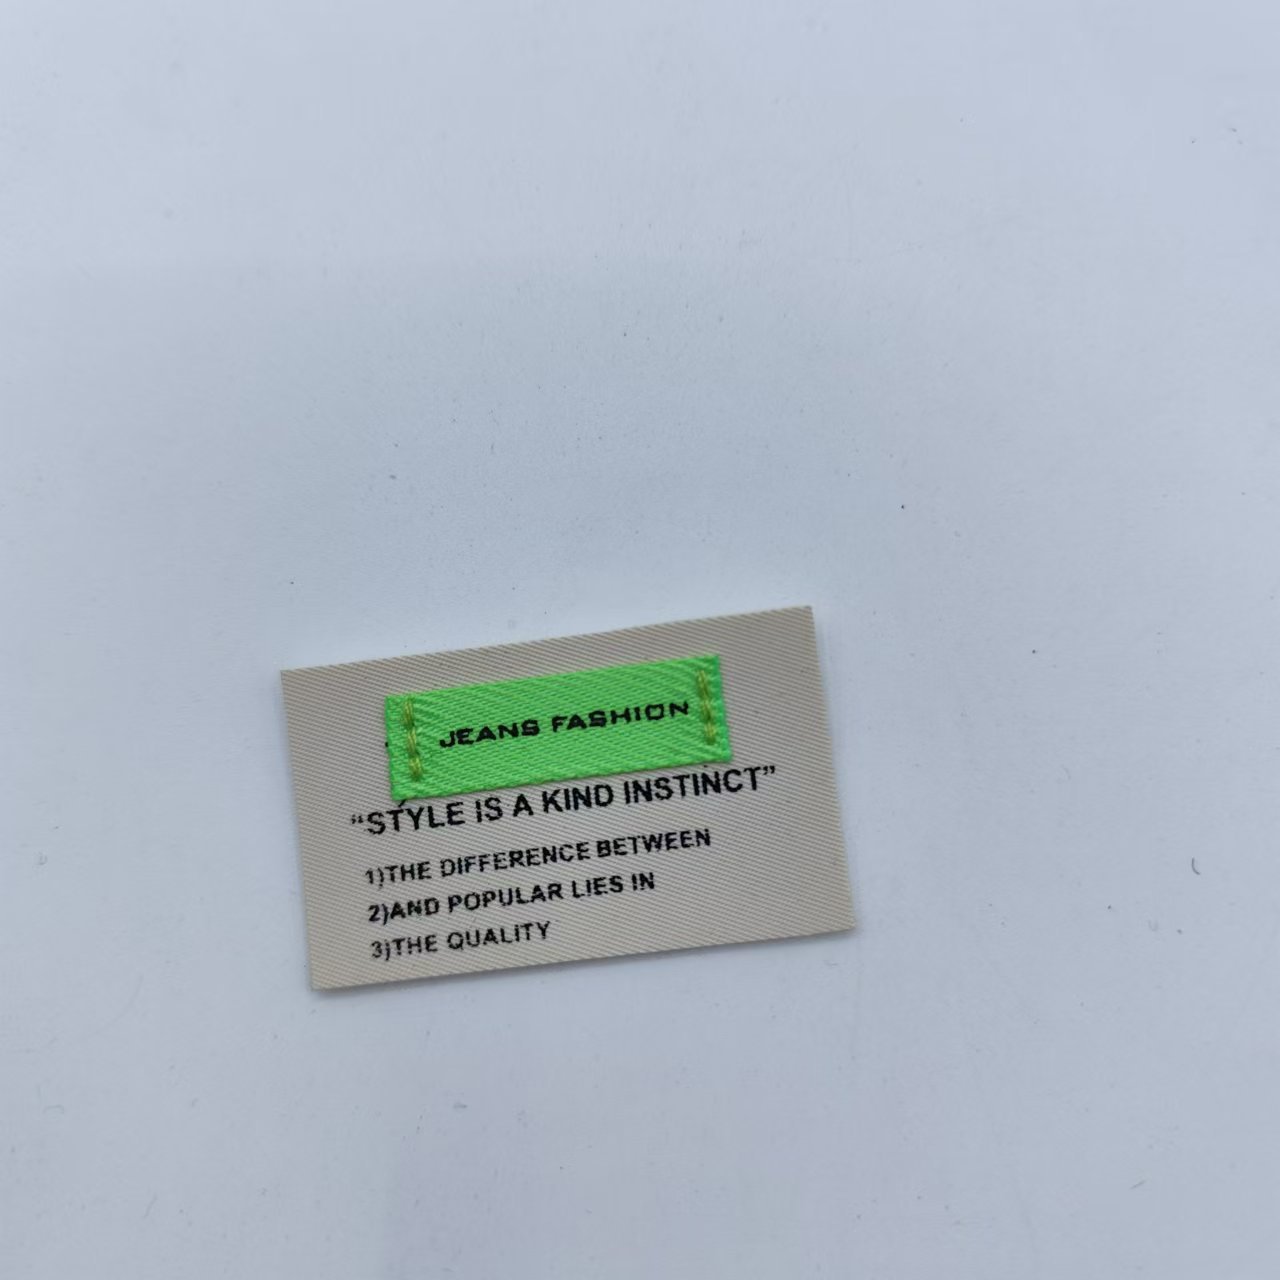 JEANS FASHION
“STYLE IS A KIND INSTINCT”
1)THE DIFFERENCE BETWEEN
2)AND POPULAR LIES IN
3)THE QUALITY